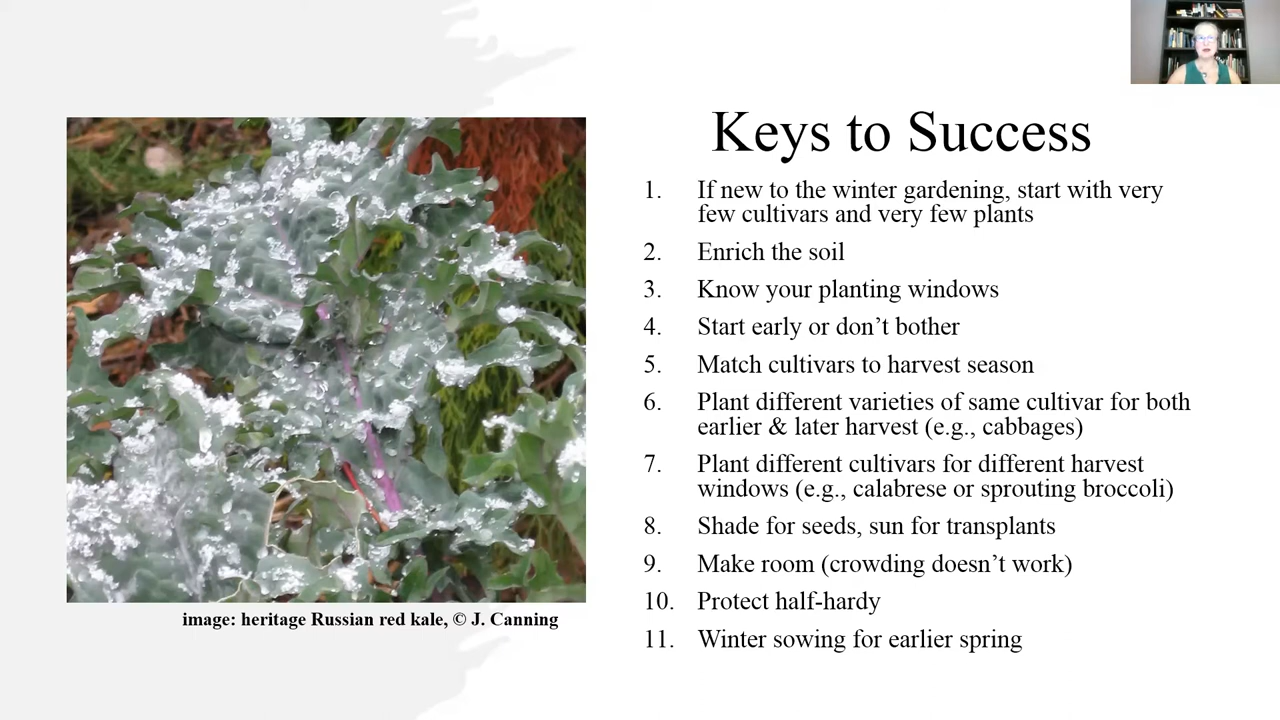 Keys to Success
1. If new to the winter gardening, start with very
few cultivars and very few plants
2. Enrich the soil
3. Know your planting windows
4. Start early or don’t bother
5. Match cultivars to harvest season
6. Plant different varieties of same cultivar for both
earlier & later harvest (e.g., cabbages)
7. Plant different cultivars for different harvest
windows (e.g., calabrese or sprouting broccoli)
8. Shade for seeds, sun for transplants
9. Make room (crowding doesn’t work)
10. Protect half-hardy
11. Winter sowing for earlier spring
image: heritage Russian red kale, © J. Canning